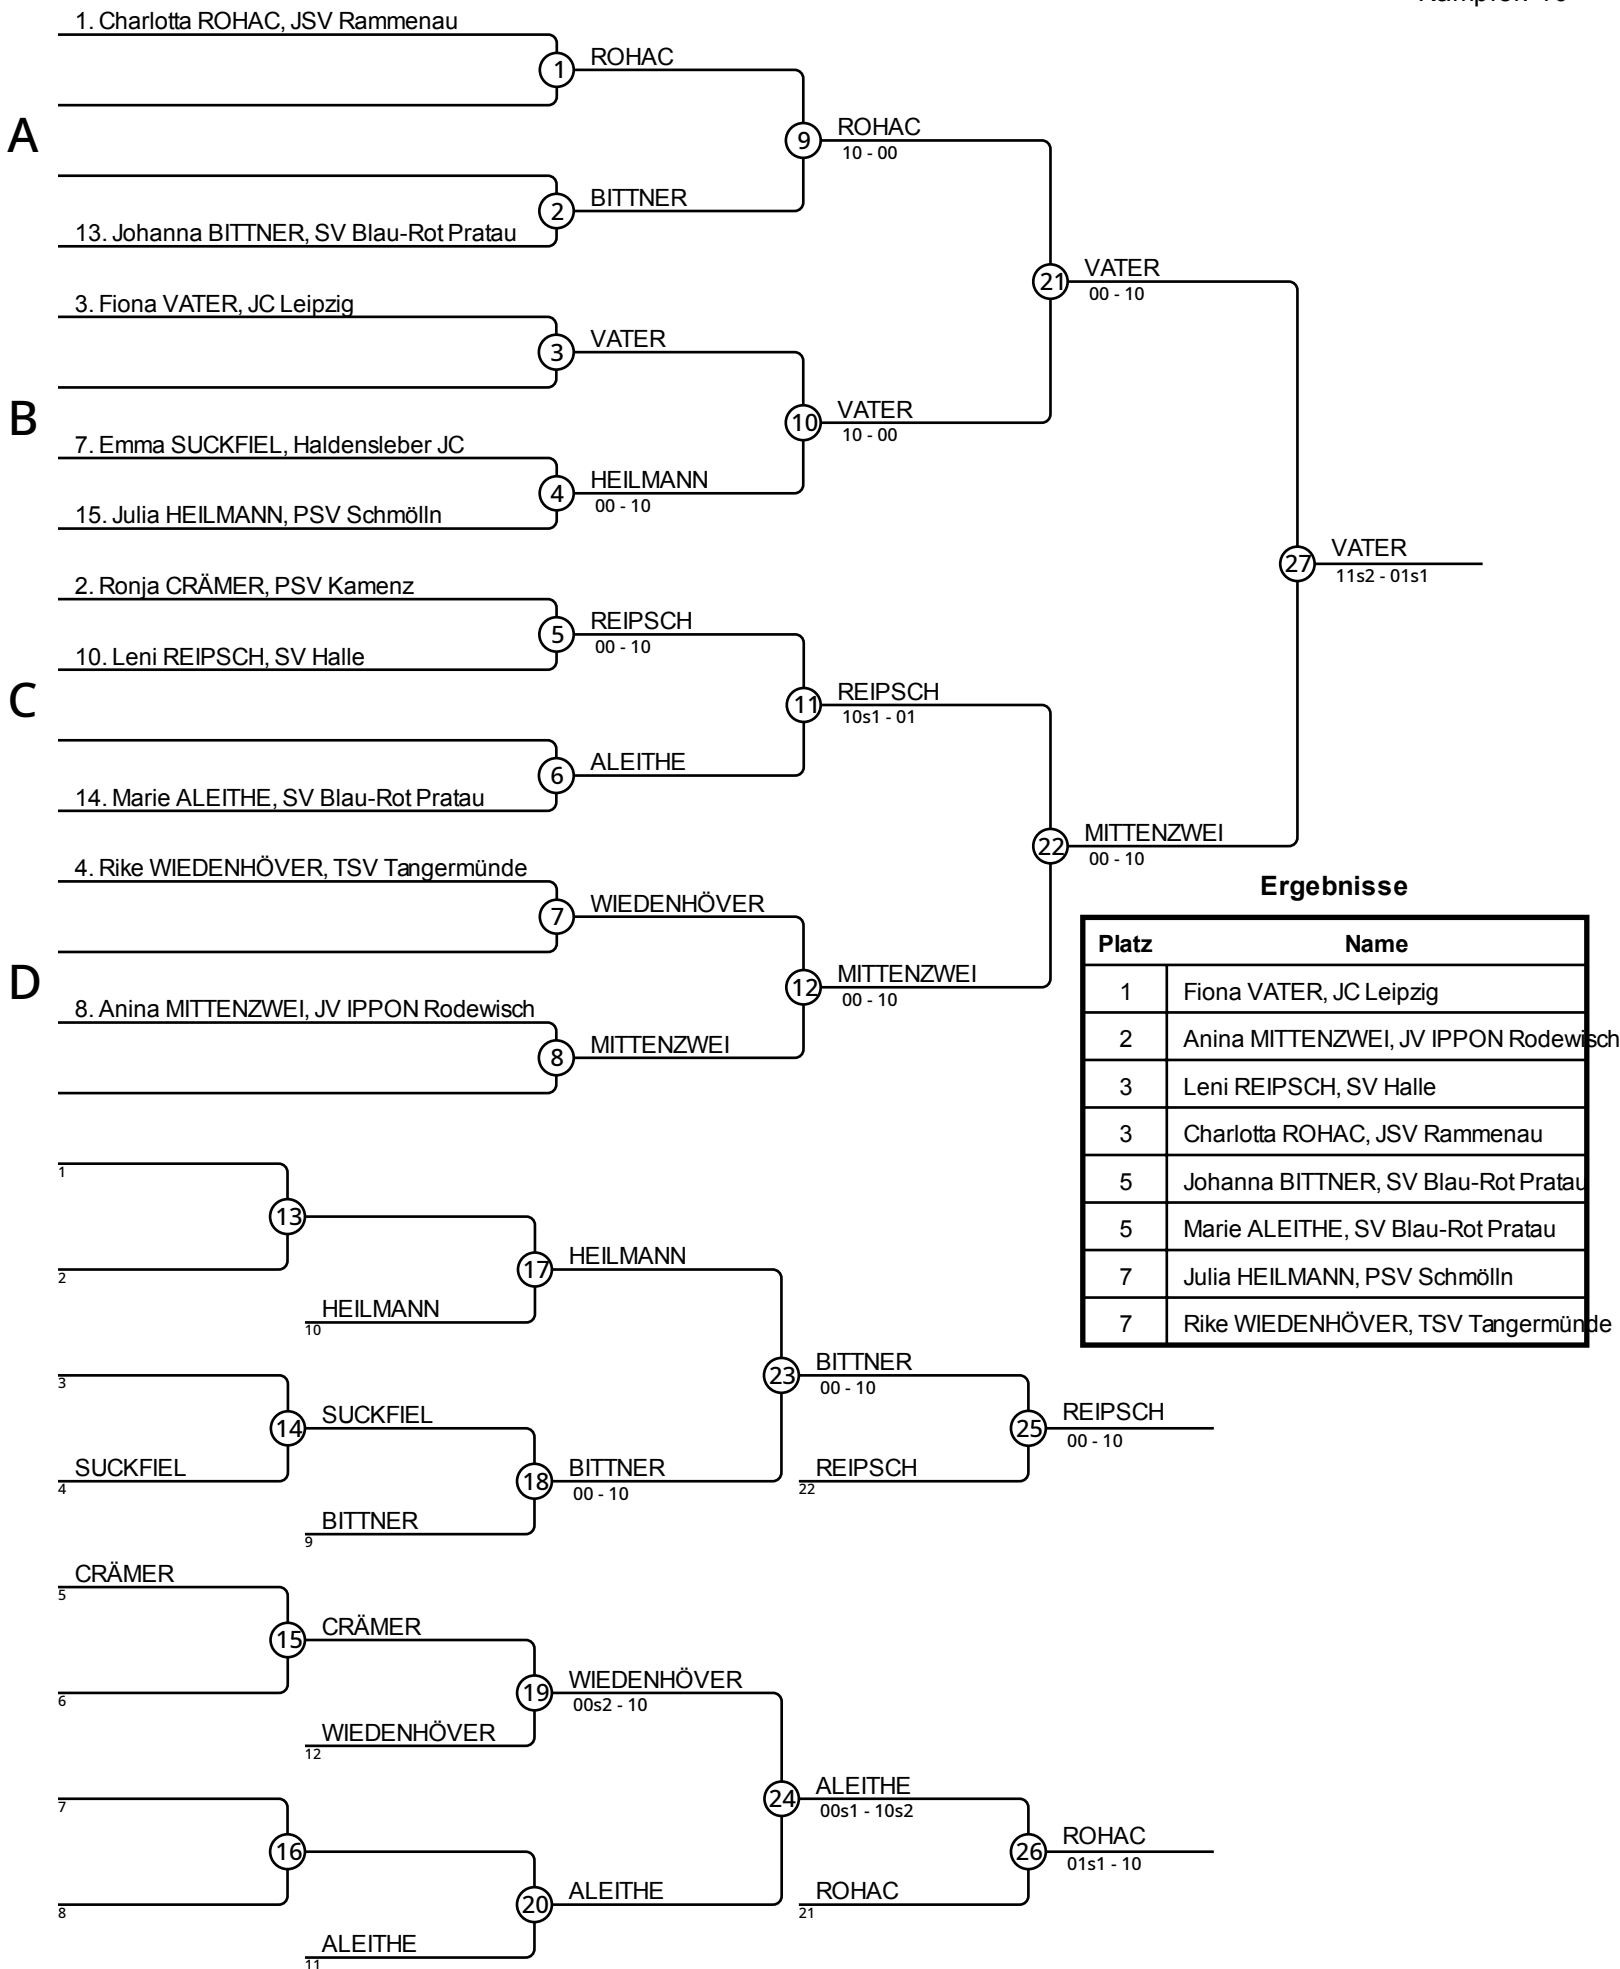 1. Charlotta ROHAC, JSV Rammenau
1
ROHAC
A
9
ROHAC
10 - 00
2
BITTNER
13. Johanna BITTNER, SV Blau-Rot Pratau
21
VATER
00 - 10
3. Fiona VATER, JC Leipzig
3
VATER
B
10
VATER
10 - 00
7. Emma SUCKFIEL, Haldensleber JC
4
HEILMANN
00 - 10
15. Julia HEILMANN, PSV Schmölln
27
VATER
11s2 - 01s1
2. Ronja CRÄMER, PSV Kamenz
5
REIPSCH
00 - 10
10. Leni REIPSCH, SV Halle
C
11
REIPSCH
10s1 - 01
6
ALEITHE
14. Marie ALEITHE, SV Blau-Rot Pratau
22
MITTENZWEI
00 - 10
4. Rike WIEDENHÖVER, TSV Tangermünde
7
WIEDENHÖVER
D
12
MITTENZWEI
00 - 10
8. Anina MITTENZWEI, JV IPPON Rodewisch
8
MITTENZWEI
Ergebnisse
Platz Name
1 Fiona VATER, JC Leipzig
2 Anina MITTENZWEI, JV IPPON Rodewisch
3 Leni REIPSCH, SV Halle
3 Charlotta ROHAC, JSV Rammenau
5 Johanna BITTNER, SV Blau-Rot Pratau
5 Marie ALEITHE, SV Blau-Rot Pratau
7 Julia HEILMANN, PSV Schmölln
7 Rike WIEDENHÖVER, TSV Tangermünde
1
13
2
17
HEILMANN
HEILMANN
10
23
BITTNER
00 - 10
3
14
SUCKFIEL
SUCKFIEL
4
18
BITTNER
00 - 10
BITTNER
9
25
REIPSCH
00 - 10
REIPSCH
22
CRÄMER
5
15
CRÄMER
6
19
WIEDENHÖVER
00s2 - 10
WIEDENHÖVER
12
24
ALEITHE
00s1 - 10s2
7
16
8
20
ALEITHE
ALEITHE
11
26
ROHAC
01s1 - 10
ROHAC
21